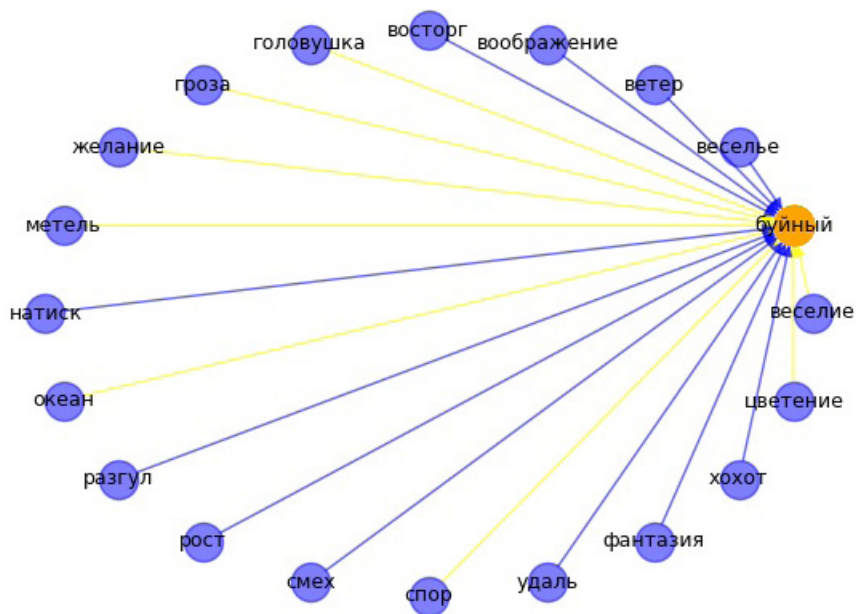 восторг
головушка
воображение
гроза
ветер
желание
веселье
метель
буйный
натиск
веселие
океан
цветение
разгул
хохот
рост
фантазия
смех
удаль
спор